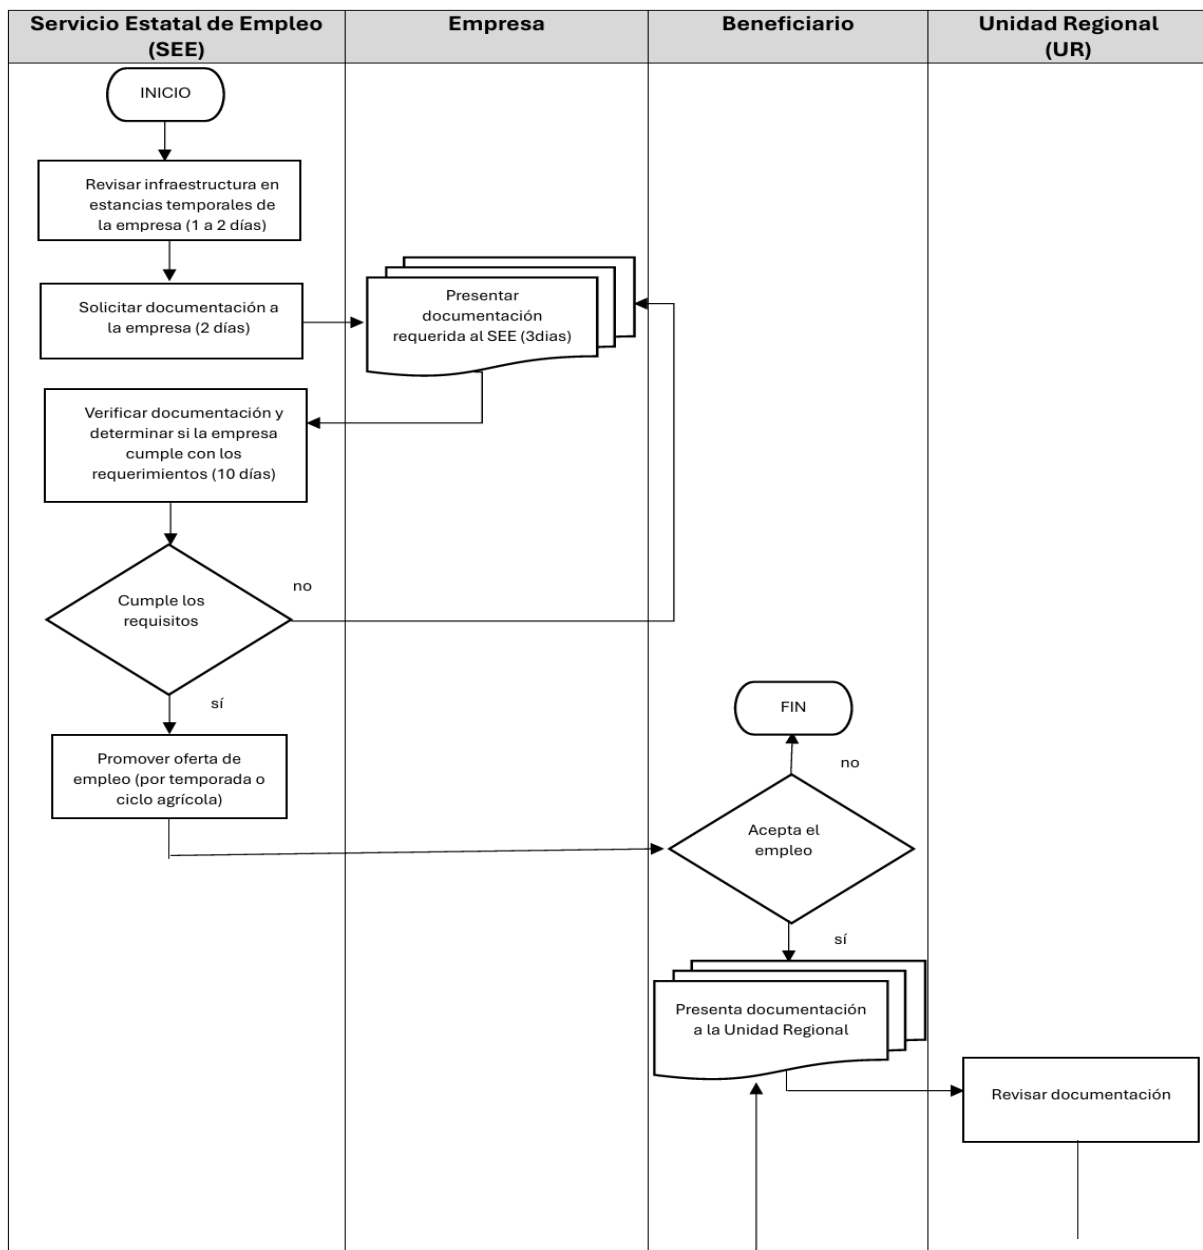 Servicio Estatal de Empleo
(SEE)
Empresa
Beneficiario
Unidad Regional
(UR)
INICIO
Revisar infraestructura en
estancias temporales de
la empresa (1 a 2 días)
Solicitar documentación a
la empresa (2 días)
Presentar
documentación
requerida al SEE (3dias)
Verificar documentación y
determinar si la empresa
cumple con los
requerimientos (10 días)
Cumple los
requisitos
no
sí
Promover oferta de
empleo (por temporada o
ciclo agrícola)
FIN
no
Acepta el
empleo
sí
Presenta documentación
a la Unidad Regional
Revisar documentación